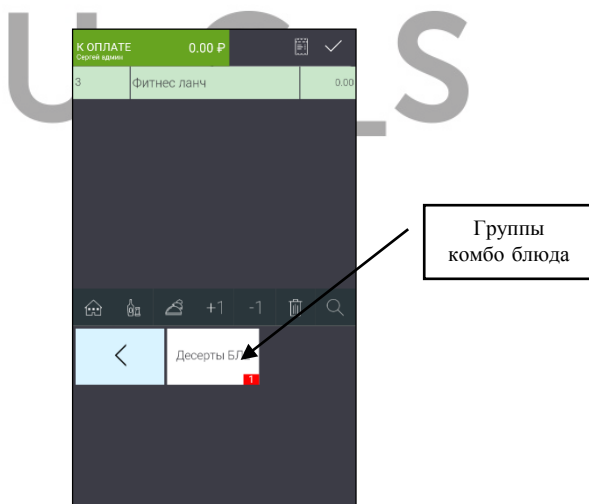 К ОПЛАТЕ 0.00 ₽
Сергей админ
3 Фитнес ланч 0.00
Группы
комбо блюда
+1 -1
Десерты БЛ
1